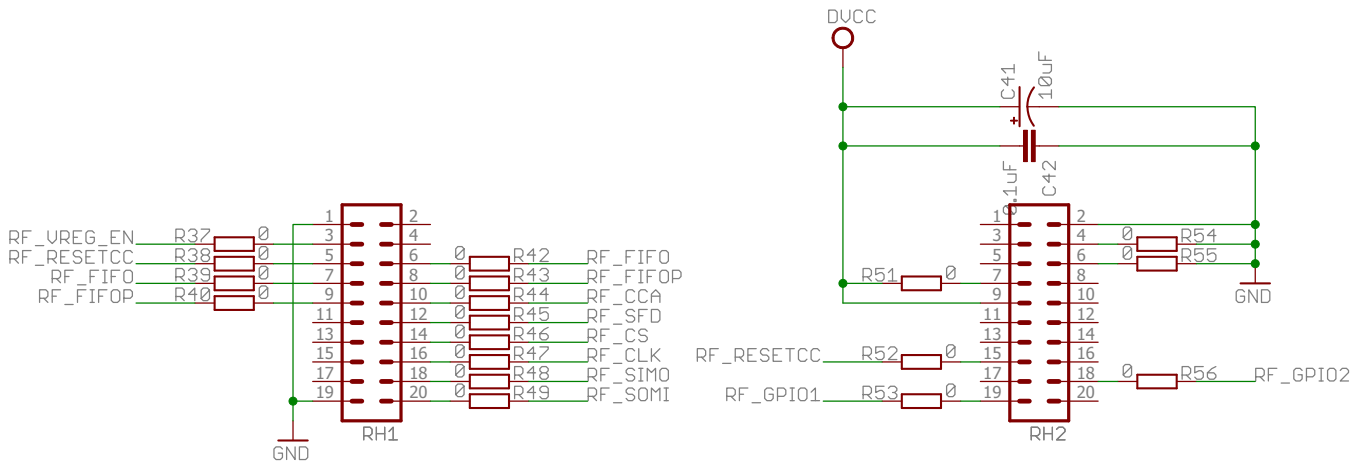 DVCC
C41
10uF
0.1uF
C42
RF_VREG_EN R37 0 1 2
RF_RESETCC R38 0 3 4
RF_FIFO R39 0 5 6 0 R42 RF_FIFO
RF_FIFOP R40 0 7 8 0 R43 RF_FIFOP
9 10 0 R44 RF_CCA
11 12 0 R45 RF_SFD
13 14 0 R46 RF_CS
15 16 0 R47 RF_CLK
17 18 0 R48 RF_SIMO
19 20 0 R49 RF_SOMI
RH1
GND
1 2
3 4 0 R54
5 6 0 R55
R51 0 7 8
GND
9 10
11 12
13 14
RF_RESETCC R52 0 15 16
17 18 0 R56 RF_GPIO2
RF_GPIO1 R53 0 19 20
RH2